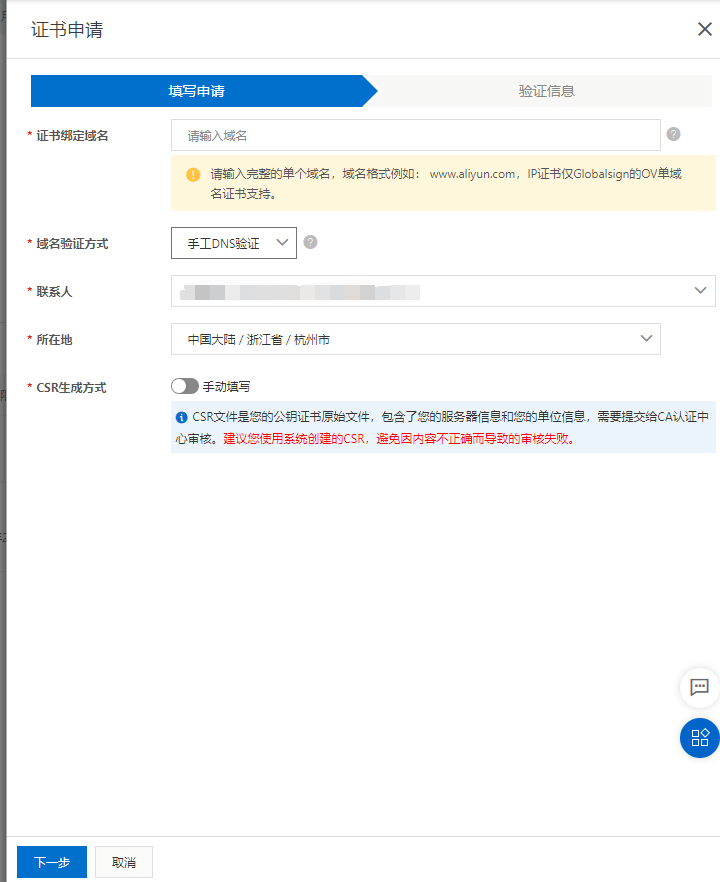 证书申请
填写申请
验证信息
* 证书绑定域名
请输入域名
请输入完整的单个域名，域名格式例如： www.aliyun.com，IP证书仅Globalsign的OV单域
名证书支持。
* 域名验证方式
手工DNS验证
* 联系人
* 所在地
中国大陆 / 浙江省 / 杭州市
* CSR生成方式
手动填写
CSR文件是您的公钥证书原始文件，包含了您的服务器信息和您的单位信息，需要提交给CA认证中
心审核。建议您使用系统创建的CSR，避免因内容不正确而导致的审核失败。
下一步
取消